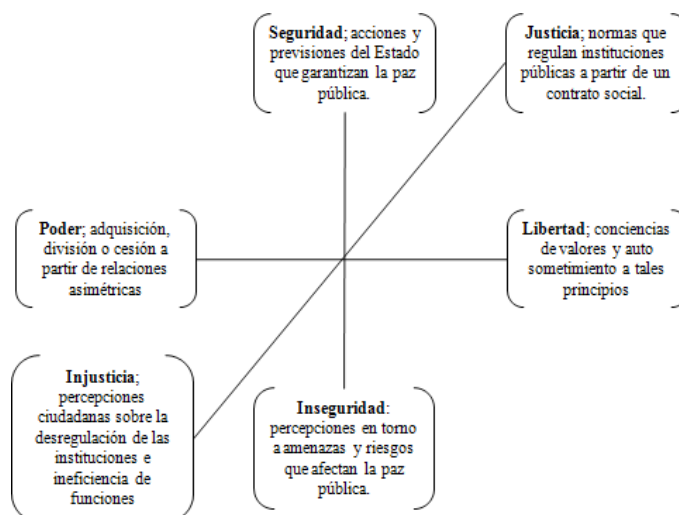 Seguridad; acciones y
previsiones del Estado
que garantizan la paz
pública.
Justicia; normas que
regulan instituciones
públicas a partir de un
contrato social.
Poder; adquisición,
división o cesión a
partir de relaciones
asimétricas
Libertad; conciencias
de valores y auto
sometimiento a tales
principios
Injusticia;
percepciones
ciudadanas sobre la
desregulación de las
instituciones e
ineficiencia de
funciones
Inseguridad:
percepciones en torno
a amenazas y riesgos
que afectan la paz
pública.